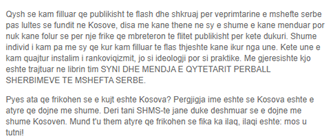 Qysh se kam filluar qe publikisht te flash dhe shkruaj per veprimtarine e mshefte serbe
pas lultes se fundit ne Kosove, disa me kane thene ne sy e shume e kane menduar por
nuk kane folur se per nje frike qe mbreteron te flitet publikisht per kete dukuri. Shume
individ i kam pa me sy qe kur kam filluar te flas thjeshte kane ikur nga une. Kete une e
kam quajtur instalim i rankoviqizmit, jo si ideologji por si praktike. Me gjeresishte kjo
eshte trajtuar ne librin tim SYNI DHE MENDJA E QYTETARIT PERBALL
SHERBIMEVE TE MSHEFTA SERBE.
Pyes ata qe frikohen se e kujt eshte Kosova? Pergjigja ime eshte se Kosova eshte e
atyre qe dojne me shume. Deri tani SHMS-te jane duke deshmuar se e dojne me
shume Kosoven. Mund t'u them atyre qe frikohen se fika ka ilaq, ilaqi eshte: mos u
tutni!